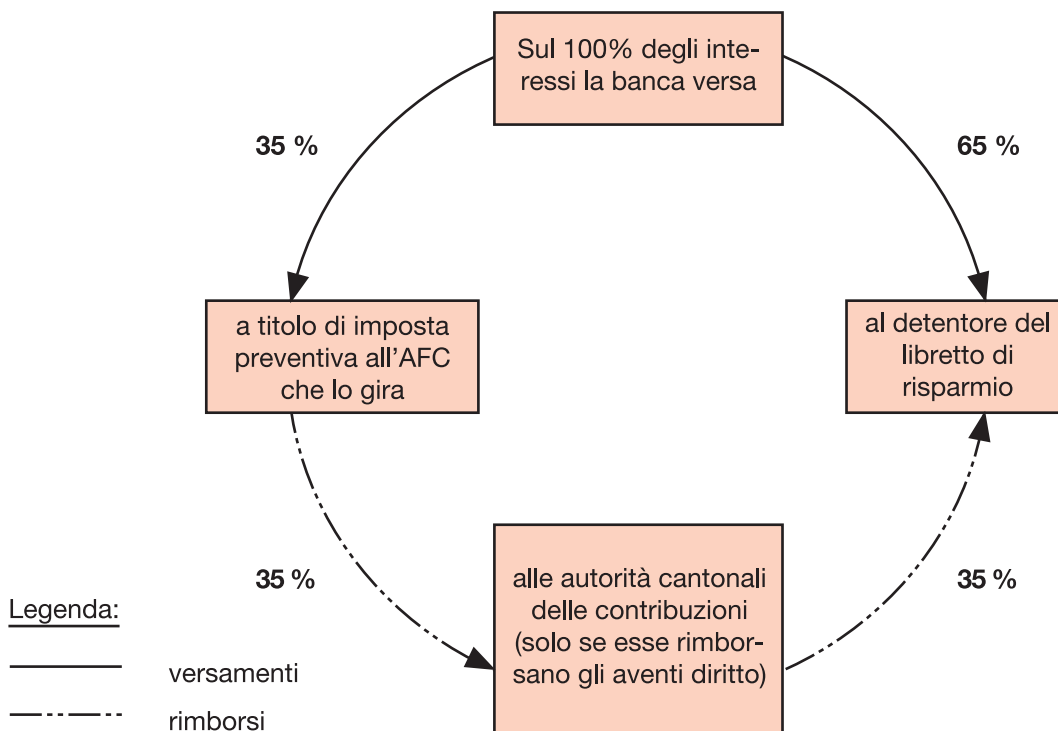 Sul 100% degli inte-
ressi la banca versa
35 %
65 %
a titolo di imposta
preventiva all'AFC
che lo gira
al detentore del
libretto di
risparmio
35 %
alle autorità cantonali
delle contribuzioni
(solo se esse rimbor-
sano gli aventi diritto)
35 %
Legenda:
versamenti
rimborsi